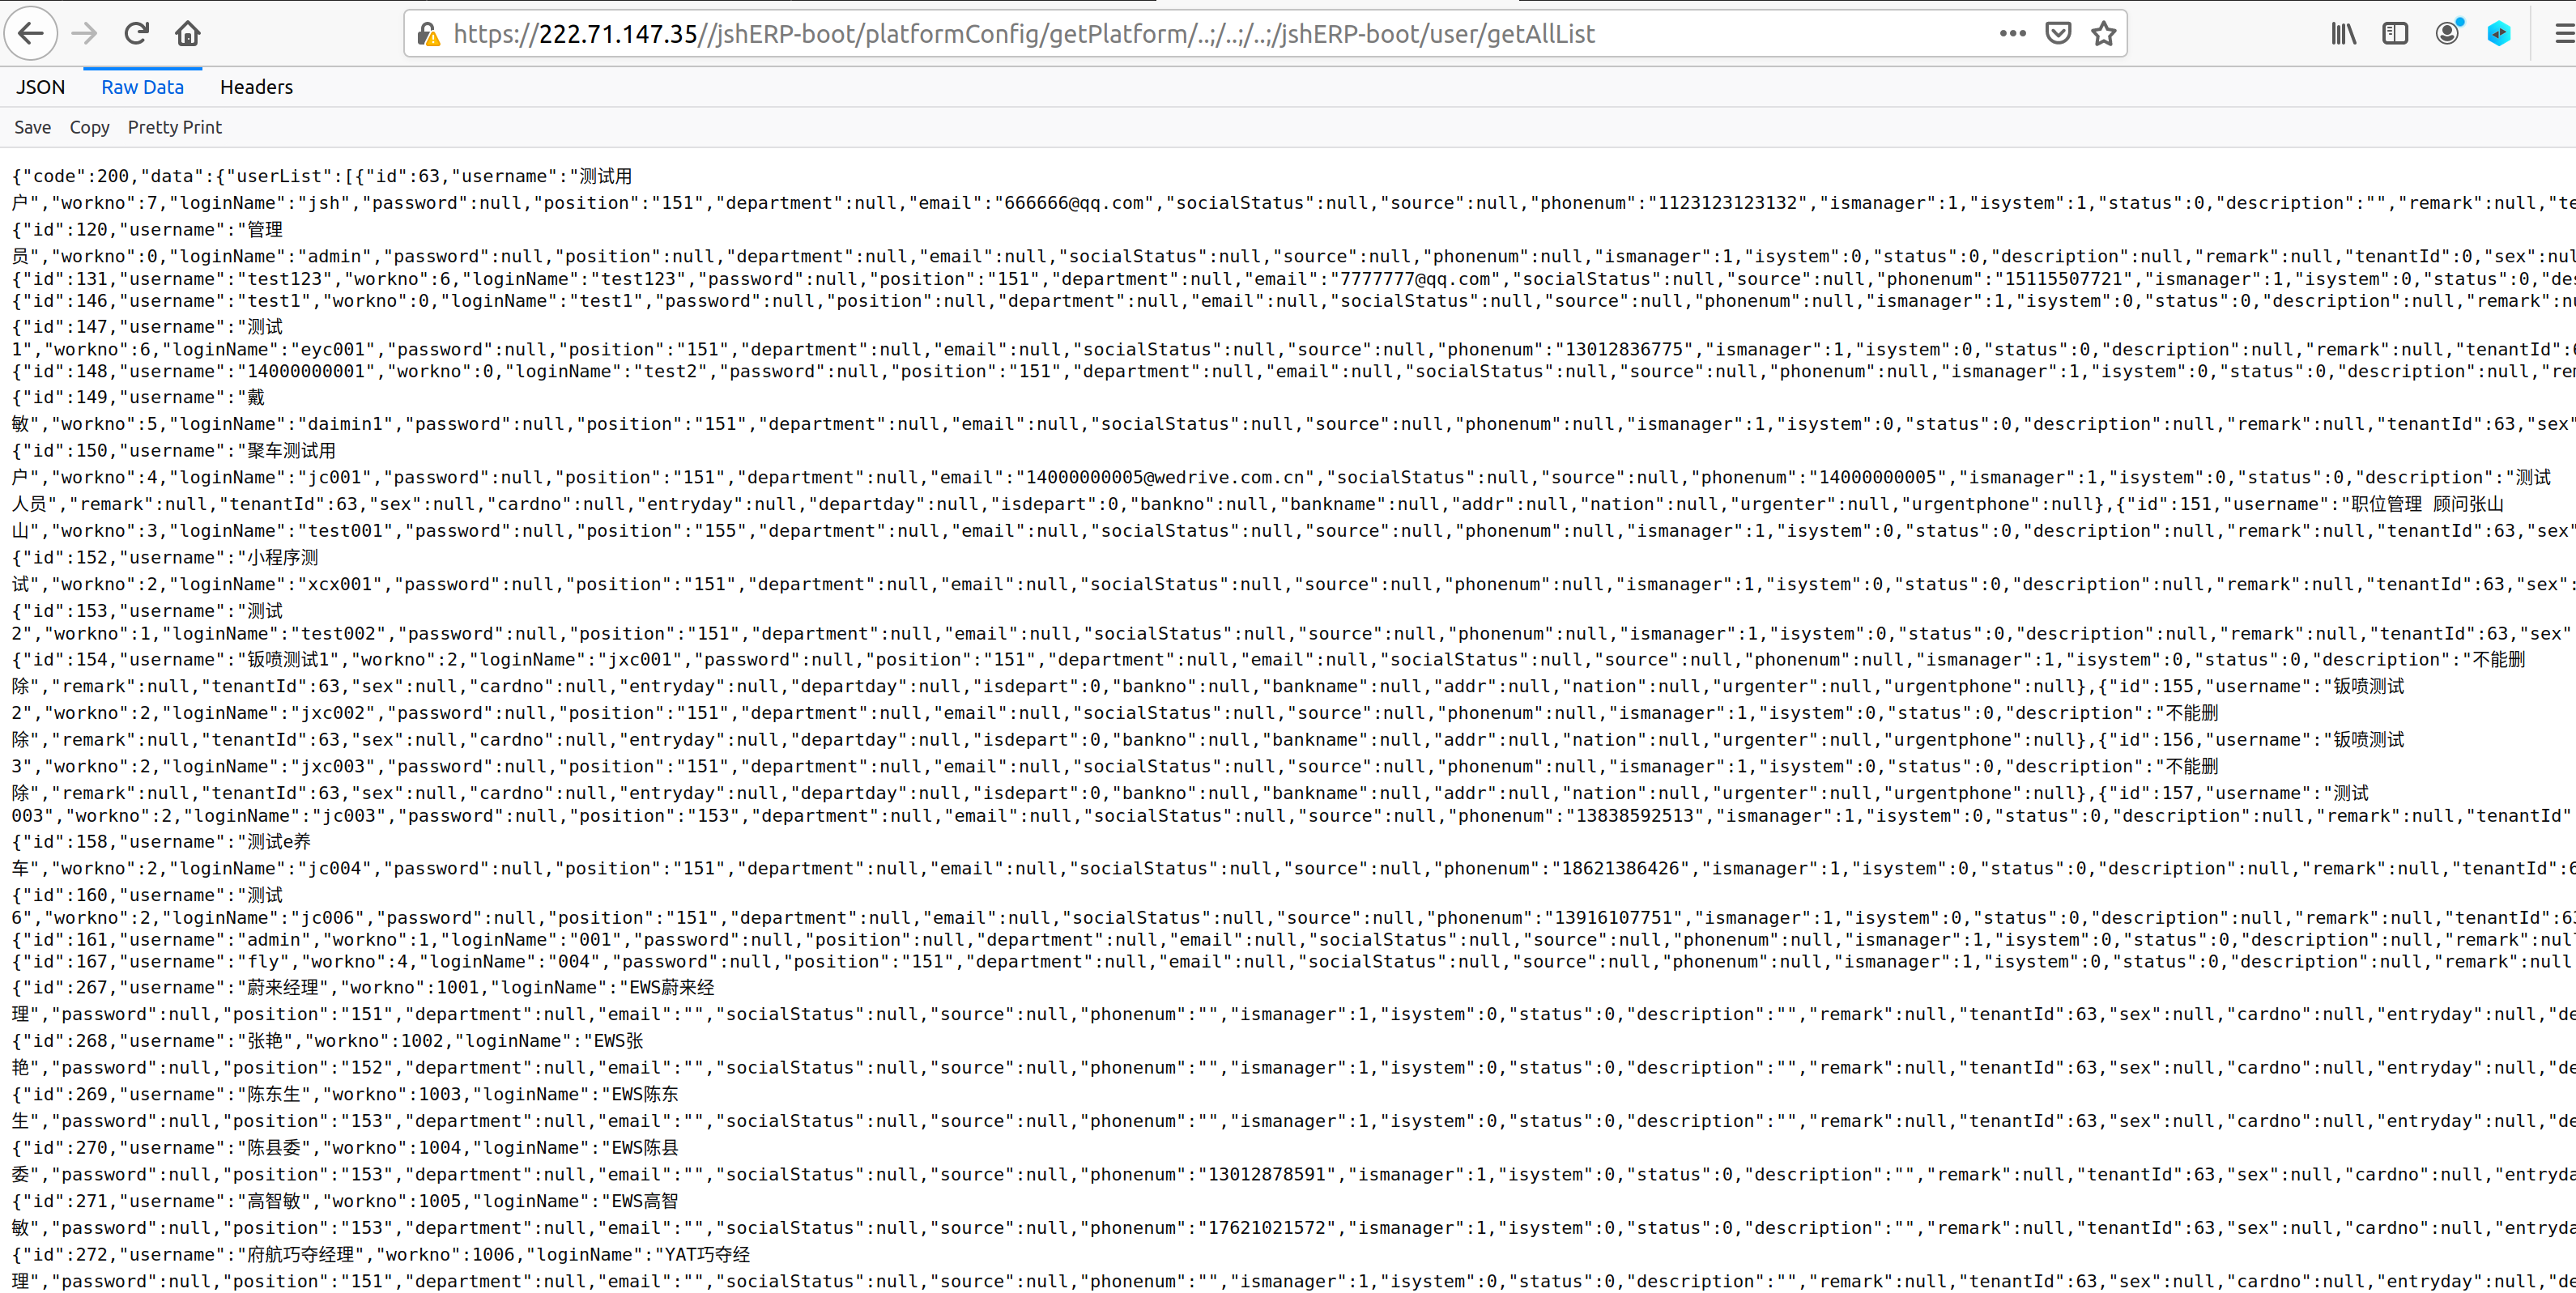 https://222.71.147.35//jshERP-boot/platformConfig/getPlatform/..;/..;/..;/jshERP-boot/user/getAllList
JSON Raw Data Headers
Save Copy Pretty Print
{"code":200,"data":{"userList":[{"id":63,"username":"测试用
户","workno":7,"loginName":"jsh","password":null,"position":"151","department":null,"email":"666666@qq.com","socialStatus":null,"source":null,"phonenum":"1123123123132","ismanager":1,"isystem":1,"status":0,"description":"","remark":null,"te
{"id":120,"username":"管理
员","workno":0,"loginName":"admin","password":null,"position":null,"department":null,"email":null,"socialStatus":null,"source":null,"phonenum":null,"ismanager":1,"isystem":0,"status":0,"description":null,"remark":null,"tenantId":0,"sex":nul
{"id":131,"username":"test123","workno":6,"loginName":"test123","password":null,"position":"151","department":null,"email":"7777777@qq.com","socialStatus":null,"source":null,"phonenum":"15115507721","ismanager":1,"isystem":0,"status":0,"des
{"id":146,"username":"test1","workno":0,"loginName":"test1","password":null,"position":null,"department":null,"email":null,"socialStatus":null,"source":null,"phonenum":null,"ismanager":1,"isystem":0,"status":0,"description":null,"remark":nu
{"id":147,"username":"测试
1","workno":6,"loginName":"eyc001","password":null,"position":"151","department":null,"email":null,"socialStatus":null,"source":null,"phonenum":"13012836775","ismanager":1,"isystem":0,"status":0,"description":null,"remark":null,"tenantId":6
{"id":148,"username":"14000000001","workno":0,"loginName":"test2","password":null,"position":"151","department":null,"email":null,"socialStatus":null,"source":null,"phonenum":null,"ismanager":1,"isystem":0,"status":0,"description":null,"rem
{"id":149,"username":"戴
敏","workno":5,"loginName":"daimin1","password":null,"position":"151","department":null,"email":null,"socialStatus":null,"source":null,"phonenum":null,"ismanager":1,"isystem":0,"status":0,"description":null,"remark":null,"tenantId":63,"sex"
{"id":150,"username":"聚车测试用
户","workno":4,"loginName":"jc001","password":null,"position":"151","department":null,"email":"14000000005@wedrive.com.cn","socialStatus":null,"source":null,"phonenum":"14000000005","ismanager":1,"isystem":0,"status":0,"description":"测试
人员","remark":null,"tenantId":63,"sex":null,"cardno":null,"entryday":null,"departday":null,"isdepart":0,"bankno":null,"bankname":null,"addr":null,"nation":null,"urgenter":null,"urgentphone":null},{"id":151,"username":"职位管理 顾问张山
山","workno":3,"loginName":"test001","password":null,"position":"155","department":null,"email":null,"socialStatus":null,"source":null,"phonenum":null,"ismanager":1,"isystem":0,"status":0,"description":null,"remark":null,"tenantId":63,"sex"
{"id":152,"username":"小程序测
试","workno":2,"loginName":"xcx001","password":null,"position":"151","department":null,"email":null,"socialStatus":null,"source":null,"phonenum":null,"ismanager":1,"isystem":0,"status":0,"description":null,"remark":null,"tenantId":63,"sex":
{"id":153,"username":"测试
2","workno":1,"loginName":"test002","password":null,"position":"151","department":null,"email":null,"socialStatus":null,"source":null,"phonenum":null,"ismanager":1,"isystem":0,"status":0,"description":null,"remark":null,"tenantId":63,"sex":
{"id":154,"username":"钣喷测试1","workno":2,"loginName":"jxc001","password":null,"position":"151","department":null,"email":null,"socialStatus":null,"source":null,"phonenum":null,"ismanager":1,"isystem":0,"status":0,"description":"不能删
除","remark":null,"tenantId":63,"sex":null,"cardno":null,"entryday":null,"departday":null,"isdepart":0,"bankno":null,"bankname":null,"addr":null,"nation":null,"urgenter":null,"urgentphone":null},{"id":155,"username":"钣喷测试
2","workno":2,"loginName":"jxc002","password":null,"position":"151","department":null,"email":null,"socialStatus":null,"source":null,"phonenum":null,"ismanager":1,"isystem":0,"status":0,"description":"不能删
除","remark":null,"tenantId":63,"sex":null,"cardno":null,"entryday":null,"departday":null,"isdepart":0,"bankno":null,"bankname":null,"addr":null,"nation":null,"urgenter":null,"urgentphone":null},{"id":156,"username":"钣喷测试
3","workno":2,"loginName":"jxc003","password":null,"position":"151","department":null,"email":null,"socialStatus":null,"source":null,"phonenum":null,"ismanager":1,"isystem":0,"status":0,"description":"不能删
除","remark":null,"tenantId":63,"sex":null,"cardno":null,"entryday":null,"departday":null,"isdepart":0,"bankno":null,"bankname":null,"addr":null,"nation":null,"urgenter":null,"urgentphone":null},{"id":157,"username":"测试
003","workno":2,"loginName":"jc003","password":null,"position":"153","department":null,"email":null,"socialStatus":null,"source":null,"phonenum":"13838592513","ismanager":1,"isystem":0,"status":0,"description":null,"remark":null,"tenantId"
{"id":158,"username":"测试e养
车","workno":2,"loginName":"jc004","password":null,"position":"151","department":null,"email":null,"socialStatus":null,"source":null,"phonenum":"18621386426","ismanager":1,"isystem":0,"status":0,"description":null,"remark":null,"tenantId":6
{"id":160,"username":"测试
6","workno":2,"loginName":"jc006","password":null,"position":"151","department":null,"email":null,"socialStatus":null,"source":null,"phonenum":"13916107751","ismanager":1,"isystem":0,"status":0,"description":null,"remark":null,"tenantId":63
{"id":161,"username":"admin","workno":1,"loginName":"001","password":null,"position":null,"department":null,"email":null,"socialStatus":null,"source":null,"phonenum":null,"ismanager":1,"isystem":0,"status":0,"description":null,"remark":null
{"id":167,"username":"fly","workno":4,"loginName":"004","password":null,"position":"151","department":null,"email":null,"socialStatus":null,"source":null,"phonenum":null,"ismanager":1,"isystem":0,"status":0,"description":null,"remark":null
{"id":267,"username":"蔚来经理","workno":1001,"loginName":"EWS蔚来经
理","password":null,"position":"151","department":null,"email":"","socialStatus":null,"source":null,"phonenum":"","ismanager":1,"isystem":0,"status":0,"description":"","remark":null,"tenantId":63,"sex":null,"cardno":null,"entryday":null,"de
{"id":268,"username":"张艳","workno":1002,"loginName":"EWS张
艳","password":null,"position":"152","department":null,"email":"","socialStatus":null,"source":null,"phonenum":"","ismanager":1,"isystem":0,"status":0,"description":"","remark":null,"tenantId":63,"sex":null,"cardno":null,"entryday":null,"de
{"id":269,"username":"陈东生","workno":1003,"loginName":"EWS陈东
生","password":null,"position":"153","department":null,"email":"","socialStatus":null,"source":null,"phonenum":"","ismanager":1,"isystem":0,"status":0,"description":"","remark":null,"tenantId":63,"sex":null,"cardno":null,"entryday":null,"de
{"id":270,"username":"陈县委","workno":1004,"loginName":"EWS陈县
委","password":null,"position":"153","department":null,"email":"","socialStatus":null,"source":null,"phonenum":"13012878591","ismanager":1,"isystem":0,"status":0,"description":"","remark":null,"tenantId":63,"sex":null,"cardno":null,"entryda
{"id":271,"username":"高智敏","workno":1005,"loginName":"EWS高智
敏","password":null,"position":"153","department":null,"email":"","socialStatus":null,"source":null,"phonenum":"17621021572","ismanager":1,"isystem":0,"status":0,"description":"","remark":null,"tenantId":63,"sex":null,"cardno":null,"entryda
{"id":272,"username":"府航巧夺经理","workno":1006,"loginName":"YAT巧夺经
理","password":null,"position":"151","department":null,"email":"","socialStatus":null,"source":null,"phonenum":"","ismanager":1,"isystem":0,"status":0,"description":"","remark":null,"tenantId":63,"sex":null,"cardno":null,"entryday":null,"de